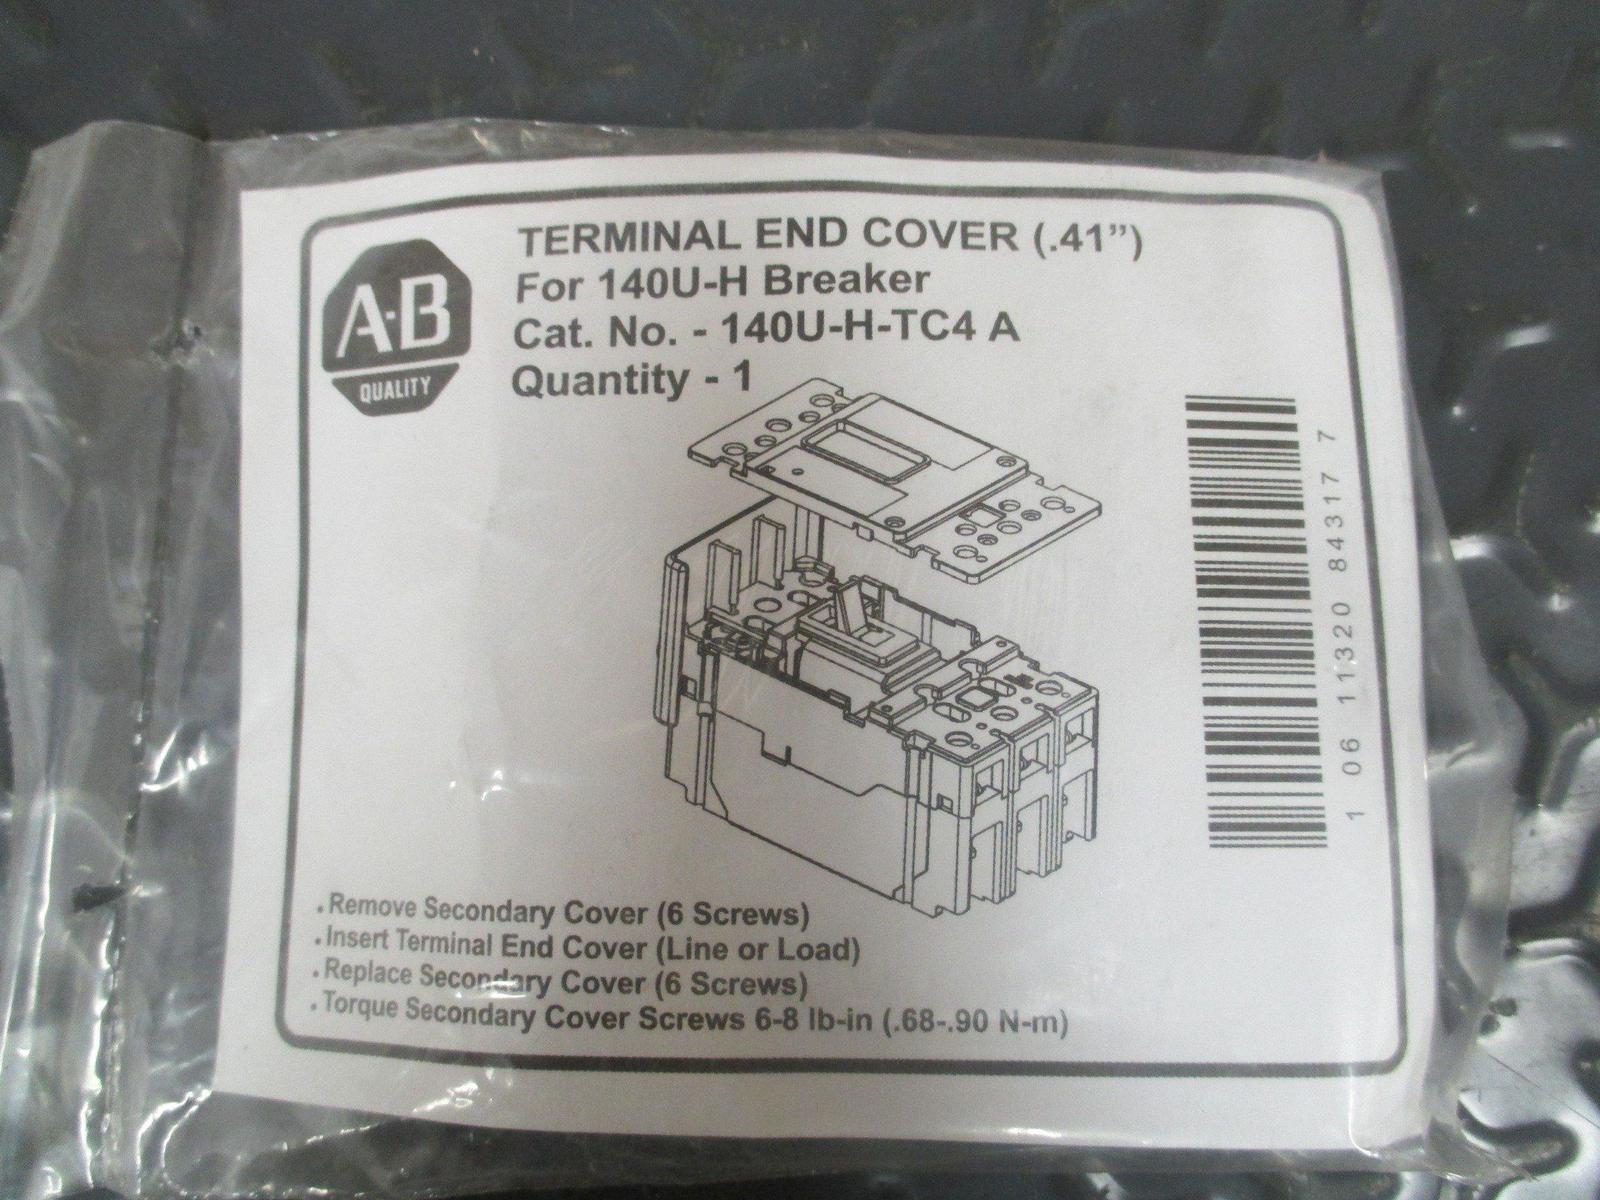 TERMINAL END COVER (.41”)
For 140U-H Breaker
Cat. No. - 140U-H-TC4 A
Quantity - 1
A-B
QUALITY
1 06 11320 84317 7
.Remove Secondary Cover (6 Screws)
.Insert Terminal End Cover (Line or Load)
.Replace Secondary Cover (6 Screws)
.Torque Secondary Cover Screws 6-8 lb-in (.68-.90 N-m)